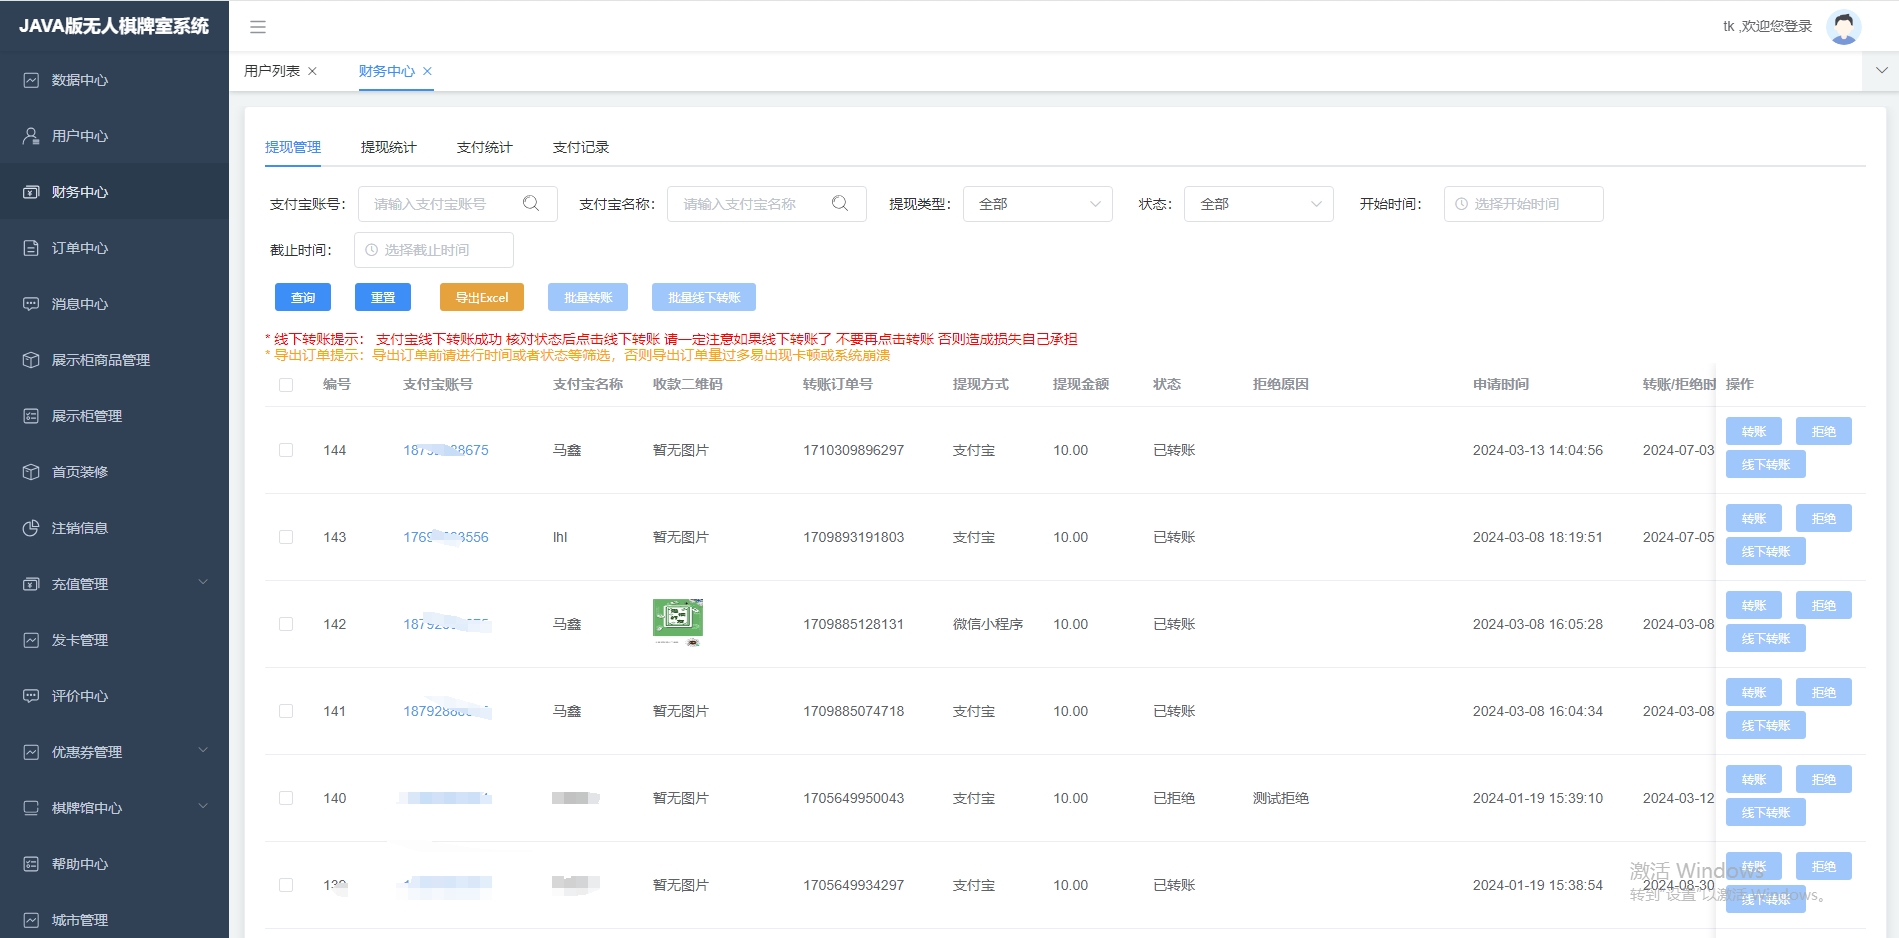 JAVA版无人棋牌室系统
tk ,欢迎您登录
数据中心
用户中心
财务中心
订单中心
消息中心
展示柜商品管理
展示柜管理
首页装修
注销信息
充值管理
发卡管理
评价中心
优惠券管理
棋牌馆中心
帮助中心
城市管理
用户列表 × 财务中心 ×
提现管理 提现统计 支付统计 支付记录
支付宝账号： 请输入支付宝账号 支付宝名称： 请输入支付宝名称 提现类型： 全部 状态： 全部 开始时间： 选择开始时间
截止时间： 选择截止时间
查询 重置 导出Excel 批量转账 批量线下转账
* 线下转账提示： 支付宝线下转账成功 核对状态后点击线下转账 请一定注意如果线下转账了 不要再点击转账 否则造成损失自己承担
* 导出订单提示：导出订单前请进行时间或者状态等筛选，否则导出订单量过多易出现卡顿或系统崩溃
编号 支付宝账号 支付宝名称 收款二维码 转账订单号 提现方式 提现金额 状态 拒绝原因 申请时间 转账/拒绝时 操作
144 马鑫 暂无图片 1710309896297 支付宝 10.00 已转账 2024-03-13 14:04:56 2024-07-03 转账 拒绝
线下转账
143 lhl 暂无图片 1709893191803 支付宝 10.00 已转账 2024-03-08 18:19:51 2024-07-05 转账 拒绝
线下转账
142 马鑫 1709885128131 微信小程序 10.00 已转账 2024-03-08 16:05:28 2024-03-08 转账 拒绝
线下转账
141 马鑫 暂无图片 1709885074718 支付宝 10.00 已转账 2024-03-08 16:04:34 2024-03-08 转账 拒绝
线下转账
140 暂无图片 1705649950043 支付宝 10.00 已拒绝 测试拒绝 2024-01-19 15:39:10 2024-03-12 转账 拒绝
线下转账
暂无图片 1705649934297 支付宝 10.00 已转账 2024-01-19 15:38:54 2024-08-30 转账 拒绝
线下转账
激活 Windows
转到"设置"以激活 Windows。